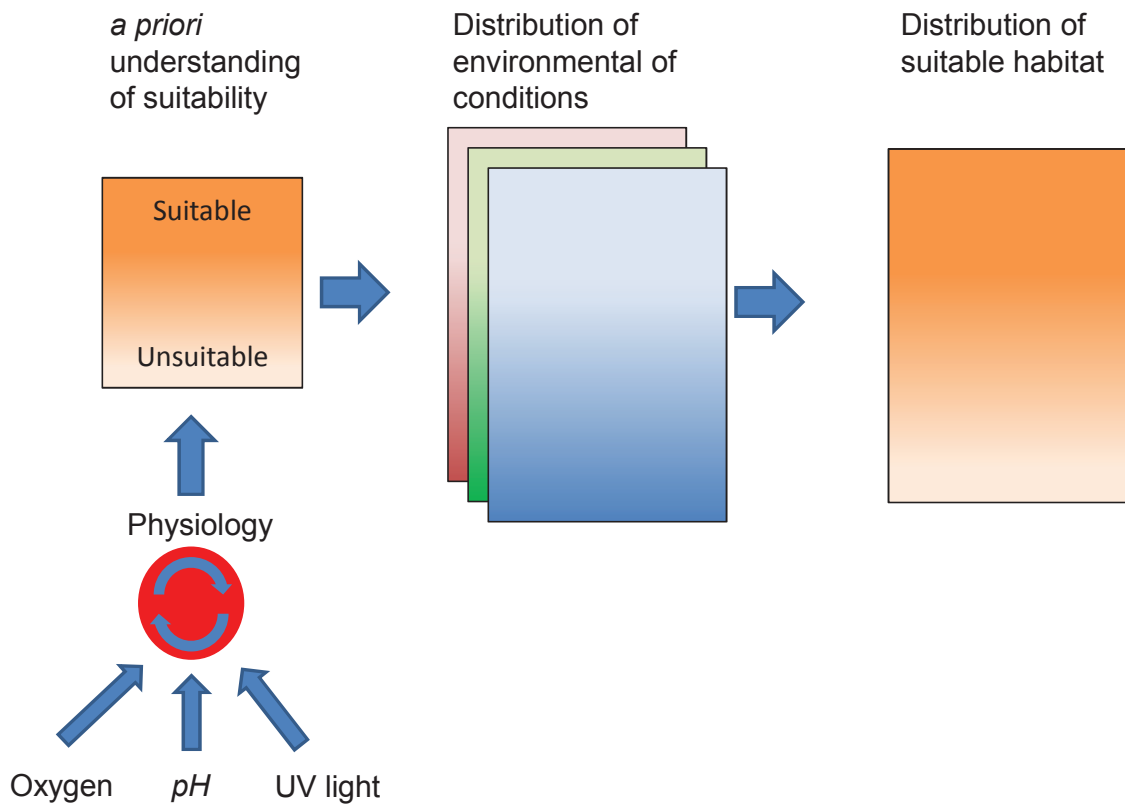 a priori
understanding
of suitability
Distribution of
environmental of
conditions
Distribution of
suitable habitat
Suitable
Unsuitable
Physiology
Oxygen
pH
UV light